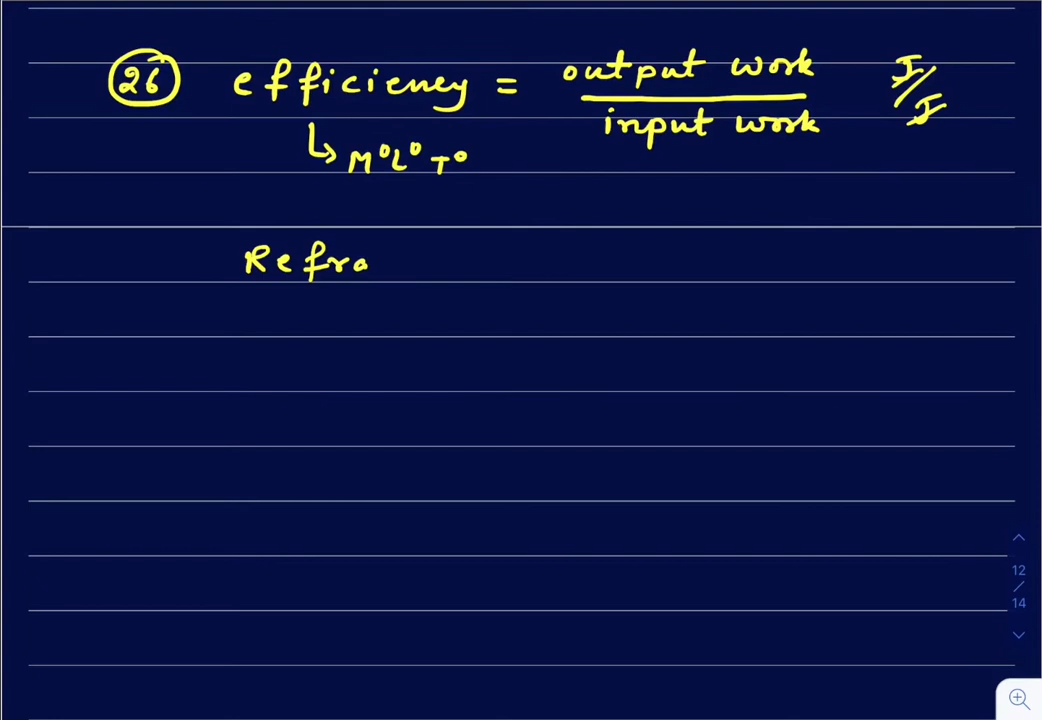 26 efficiency = output work / input work J/J
↳ M⁰L⁰T⁰
Refra
12
/
14